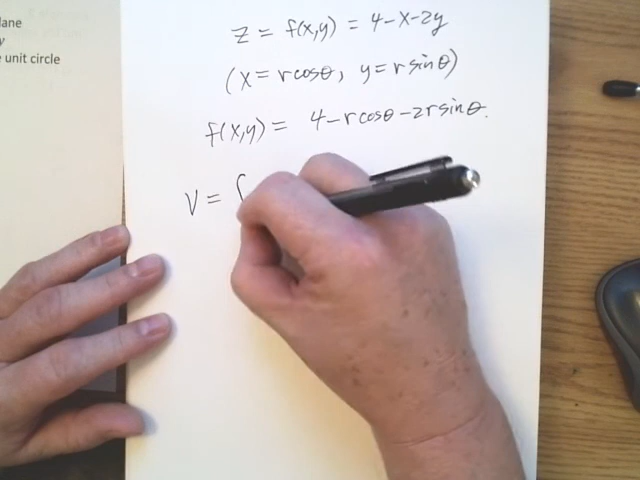 lane
y
unit circle
z = f(x,y) = 4-x-2y
(x = rcosθ, y = rsinθ)
f(x,y) = 4-rcosθ-2rsinθ.
V = ∫